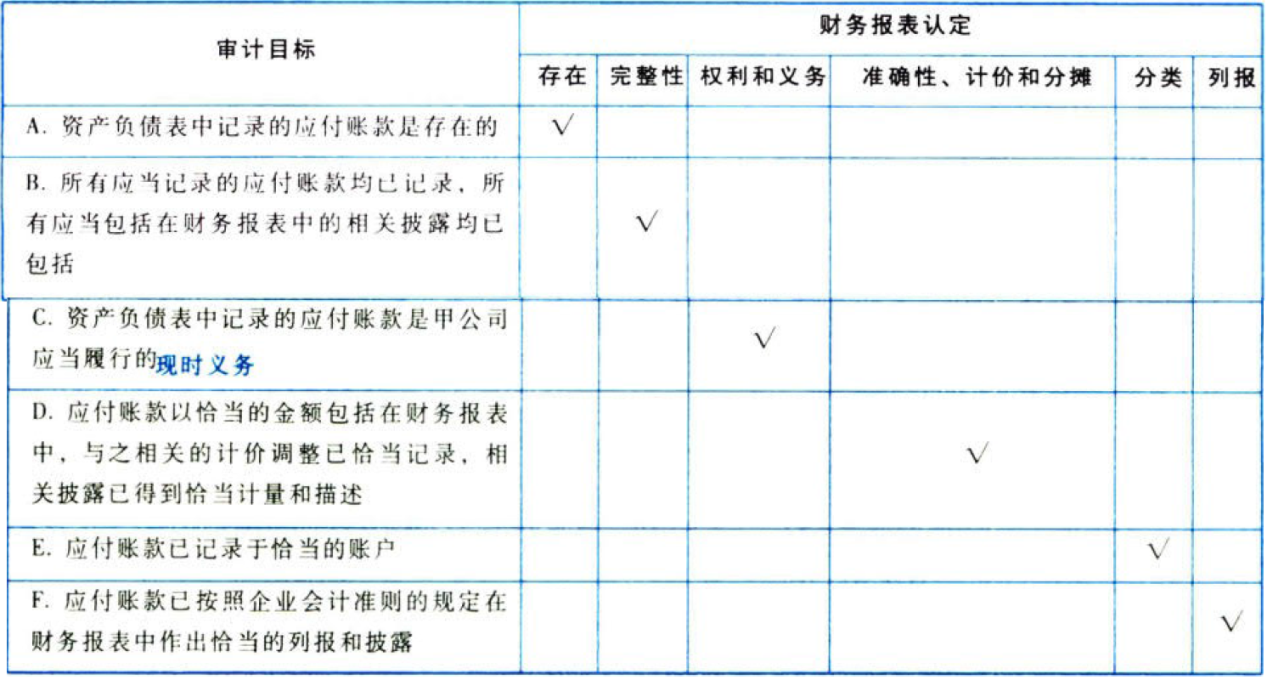 审计目标
财务报表认定
存在 完整性 权利和义务 准确性、计价和分摊 分类 列报
A. 资产负债表中记录的应付账款是存在的 √
B. 所有应当记录的应付账款均已记录，所
有应当包括在财务报表中的相关披露均已
包括 √
C. 资产负债表中记录的应付账款是甲公司
应当履行的现时义务 √
D. 应付账款以恰当的金额包括在财务报表
中，与之相关的计价调整已恰当记录，相
关披露已得到恰当计量和描述 √
E. 应付账款已记录于恰当的账户 √
F. 应付账款已按照企业会计准则的规定在
财务报表中作出恰当的列报和披露 √